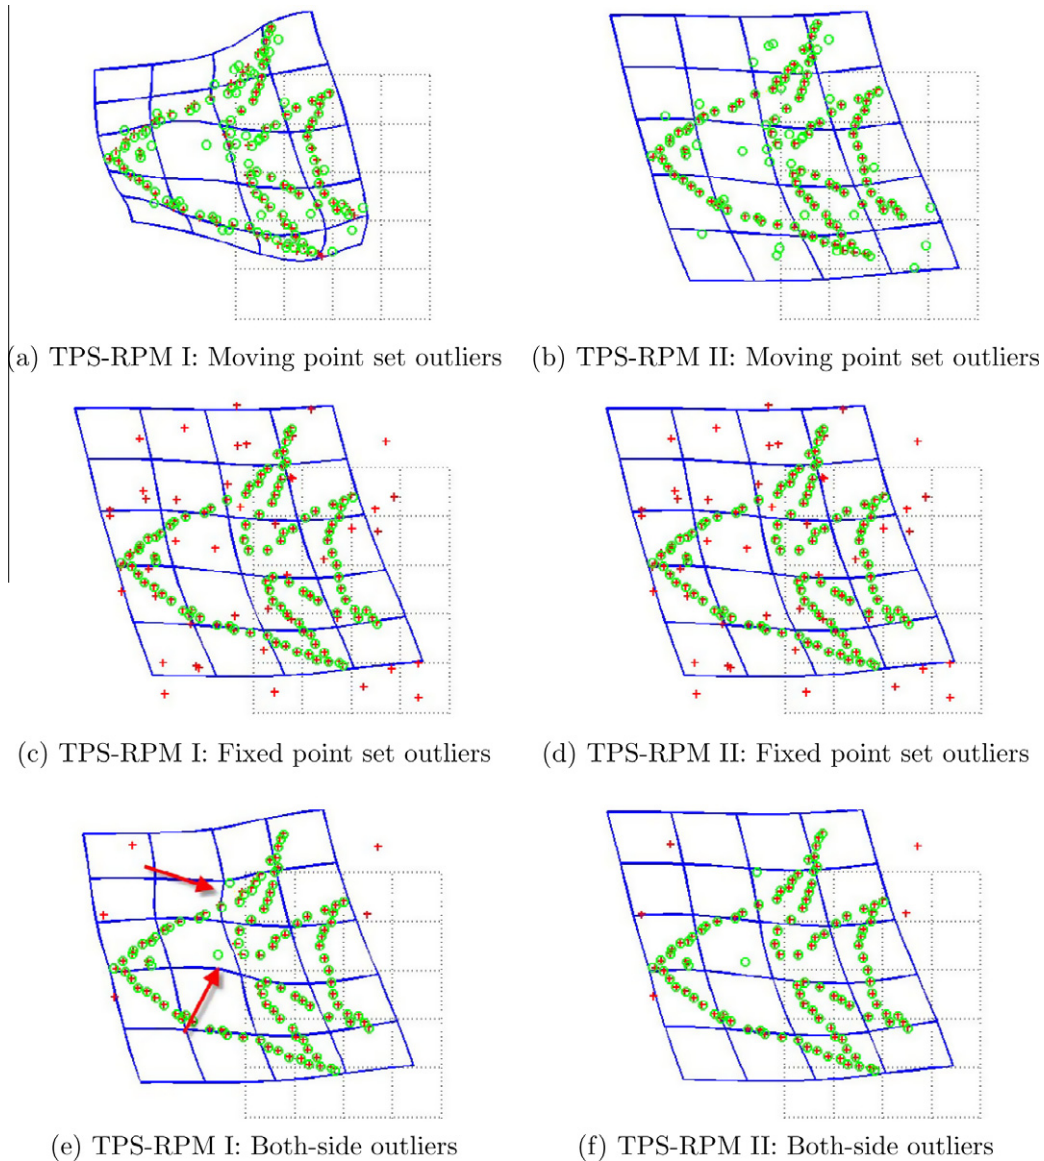 (a) TPS-RPM I: Moving point set outliers
(b) TPS-RPM II: Moving point set outliers
(c) TPS-RPM I: Fixed point set outliers
(d) TPS-RPM II: Fixed point set outliers
(e) TPS-RPM I: Both-side outliers
(f) TPS-RPM II: Both-side outliers